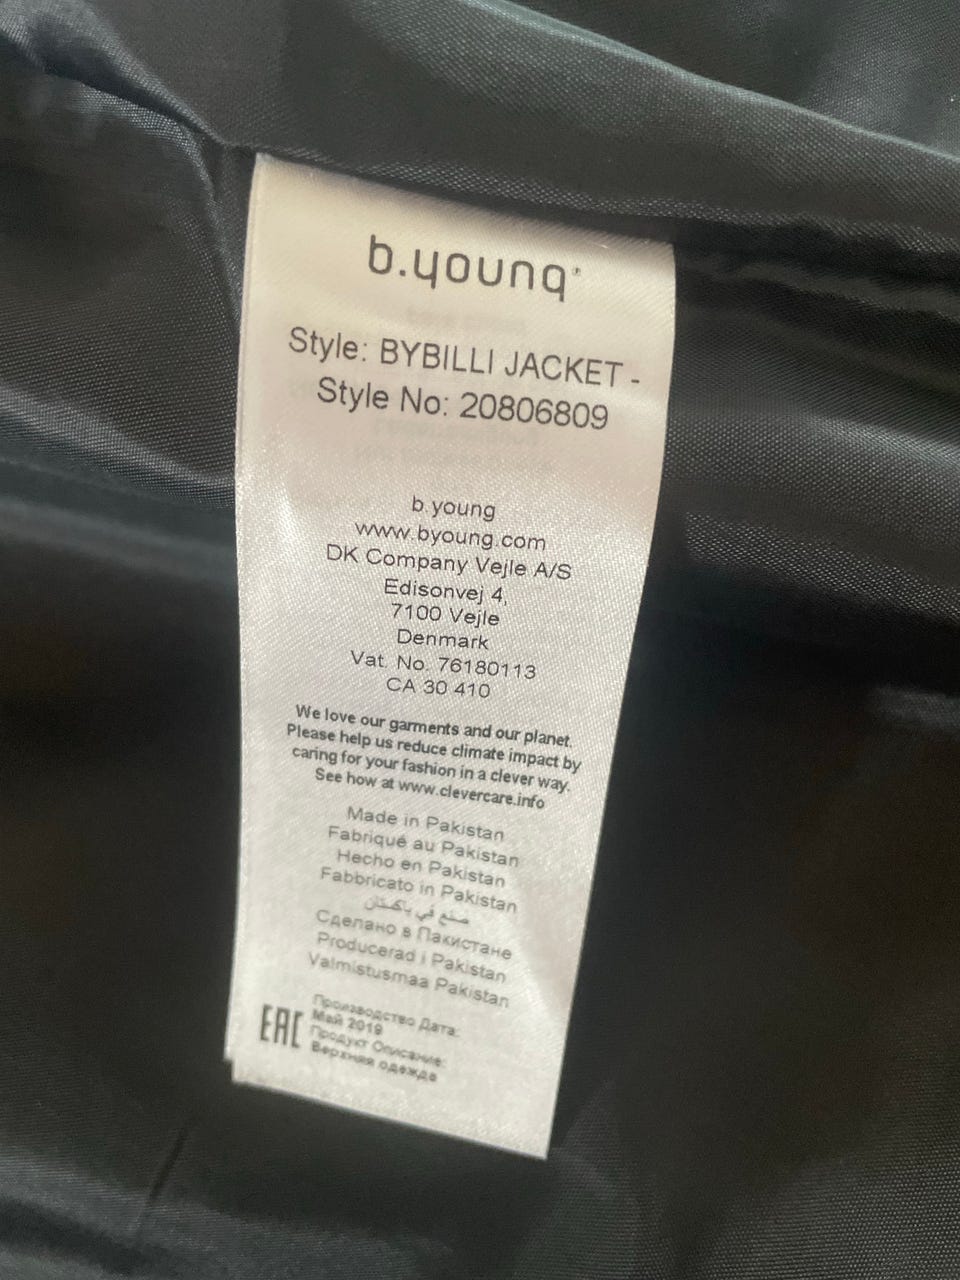 b.young
Style: BYBILLI JACKET -
Style No: 20806809
b.young
www.byoung.com
DK Company Vejle A/S
Edisonvej 4,
7100 Vejle
Denmark
Vat. No. 76180113
CA 30 410
We love our garments and our planet.
Please help us reduce climate impact by
caring for your fashion in a clever way.
See how at www.clevercare.info
Made in Pakistan
Fabriqué au Pakistan
Hecho en Pakistan
Fabbricato in Pakistan
صنع في باكستان
Сделано в Пакистане
Producerad i Pakistan
Valmistusmaa Pakistan
EAC
Производство Дата:
Май 2019
Продукт Описание:
Верхняя одежда